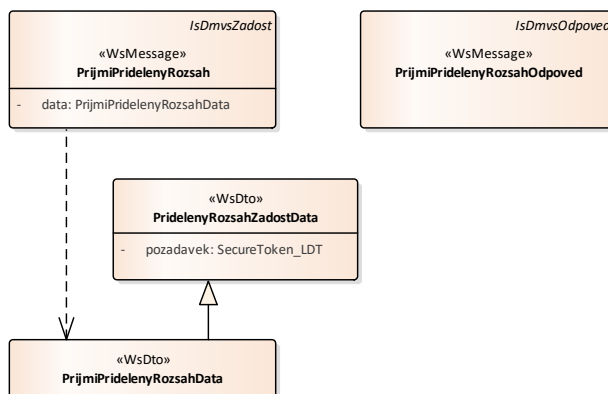 IsDmvsZadost
«WsMessage»
PrijmiPridelenyRozsah
- data: PrijmiPridelenyRozsahData
IsDmvsOdpoved
«WsMessage»
PrijmiPridelenyRozsahOdpoved
«WsDto»
PridelenyRozsahZadostData
- pozadavek: SecureToken_LDT
«WsDto»
PrijmiPridelenyRozsahData